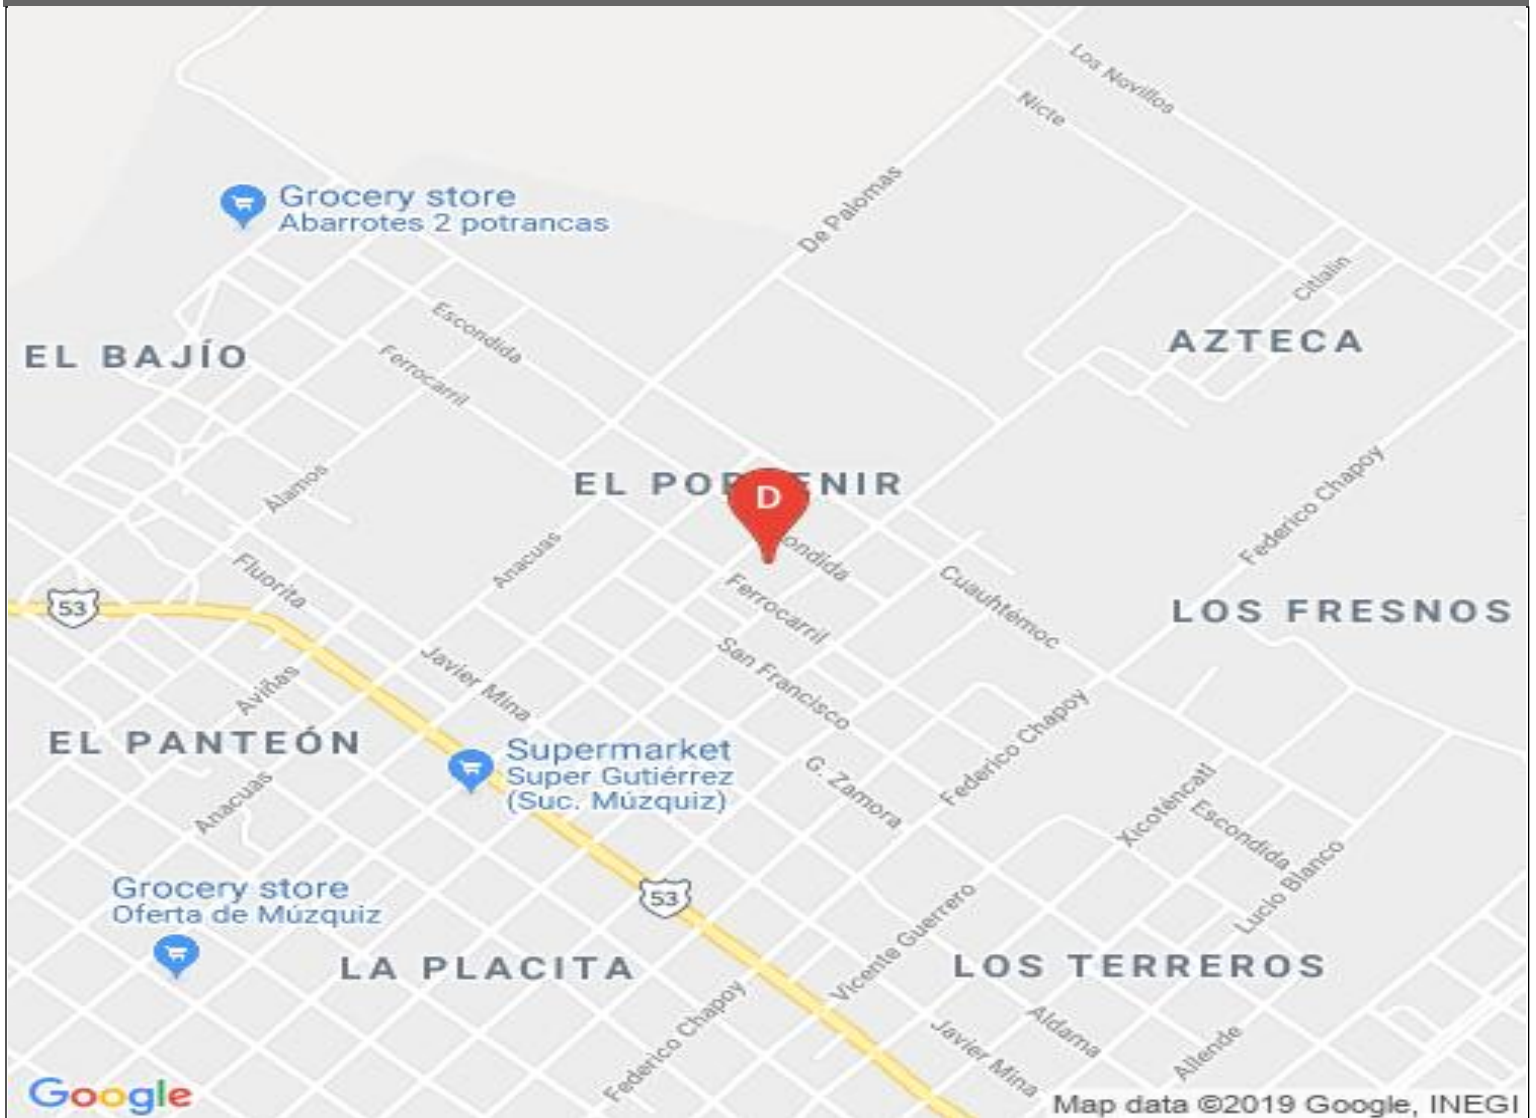 Los Novillos
Nicte
De Palomas
Grocery store
Abarrotes 2 potrancas
Citlalin
Escondida
AZTECA
EL BAJÍO
Ferrocarril
Federico Chapoy
EL POR ENIR
D
Álamos
ondida
Anacuas
Fluorita
Cuauhtémoc
Ferrocarril
53
LOS FRESNOS
San Francisco
Javier Mina
Aviñas
Federico Chapoy
EL PANTEÓN
Supermarket
Super Gutiérrez
(Suc. Múzquiz)
G. Zamora
Anacuas
Xicoténcatl
Escondida
Grocery store
Oferta de Múzquiz
53
Lucio Blanco
Vicente Guerrero
LA PLACITA
LOS TERREROS
Federico Chapoy
Aldama
Javier Mina
Allende
Google
Map data ©2019 Google, INEGI